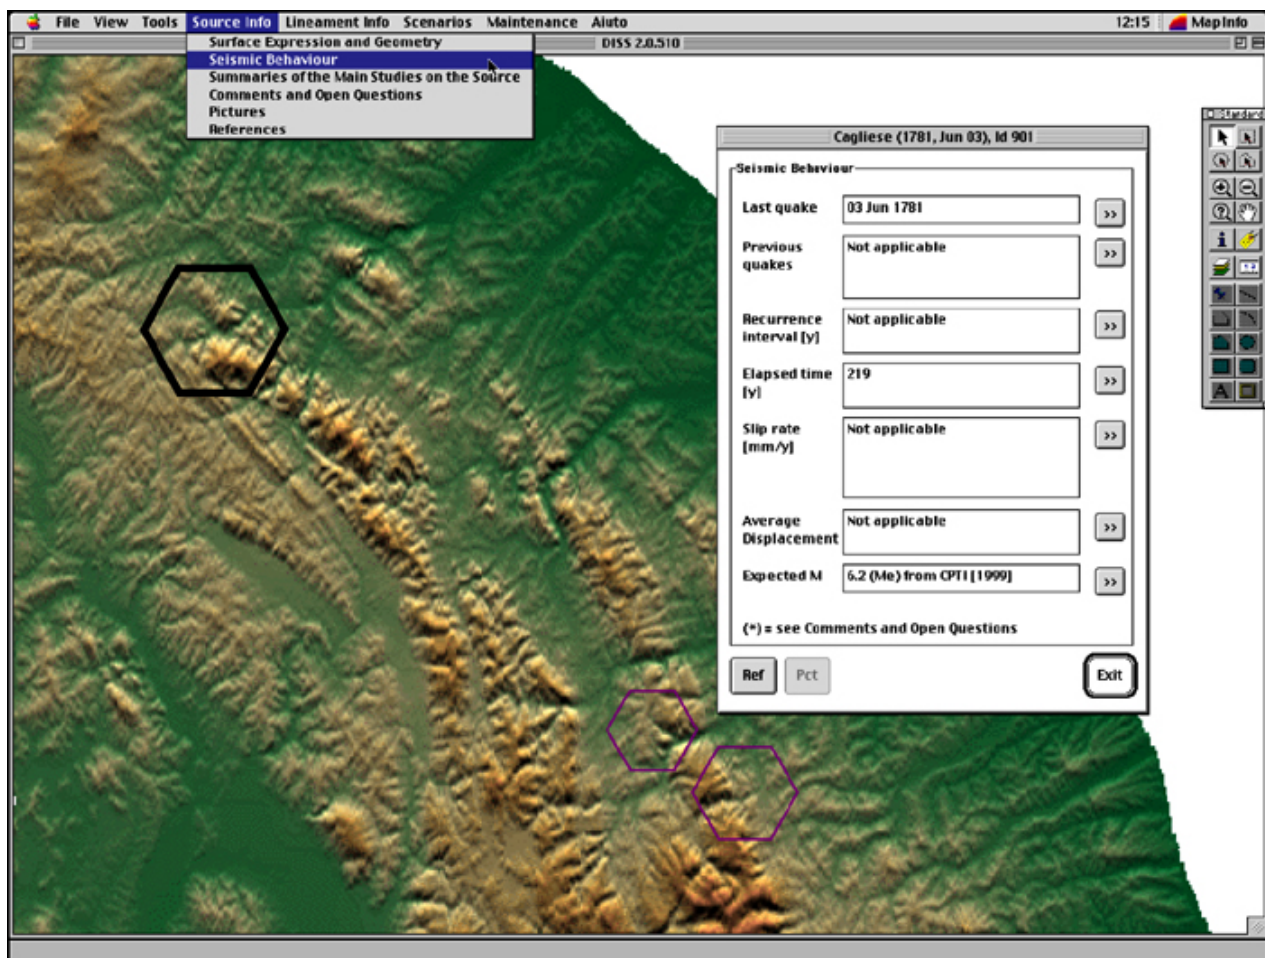 File View Tools Source Info Lineament Info Scenarios Maintenance Aiuto 12:15 MapInfo
DISS 2.0.510
Surface Expression and Geometry
Seismic Behaviour
Summaries of the Main Studies on the Source
Comments and Open Questions
Pictures
References
Standard
Cagliese (1781, Jun 03), Id 901
Seismic Behaviour
Last quake 03 Jun 1781 >>
Previous quakes Not applicable >>
Recurrence interval [y] Not applicable >>
Elapsed time [y] 219 >>
Slip rate [mm/y] Not applicable >>
Average Displacement Not applicable >>
Expected M 6.2 (Me) from CPTI [1999] >>
(*) = see Comments and Open Questions
Ref Pct Exit